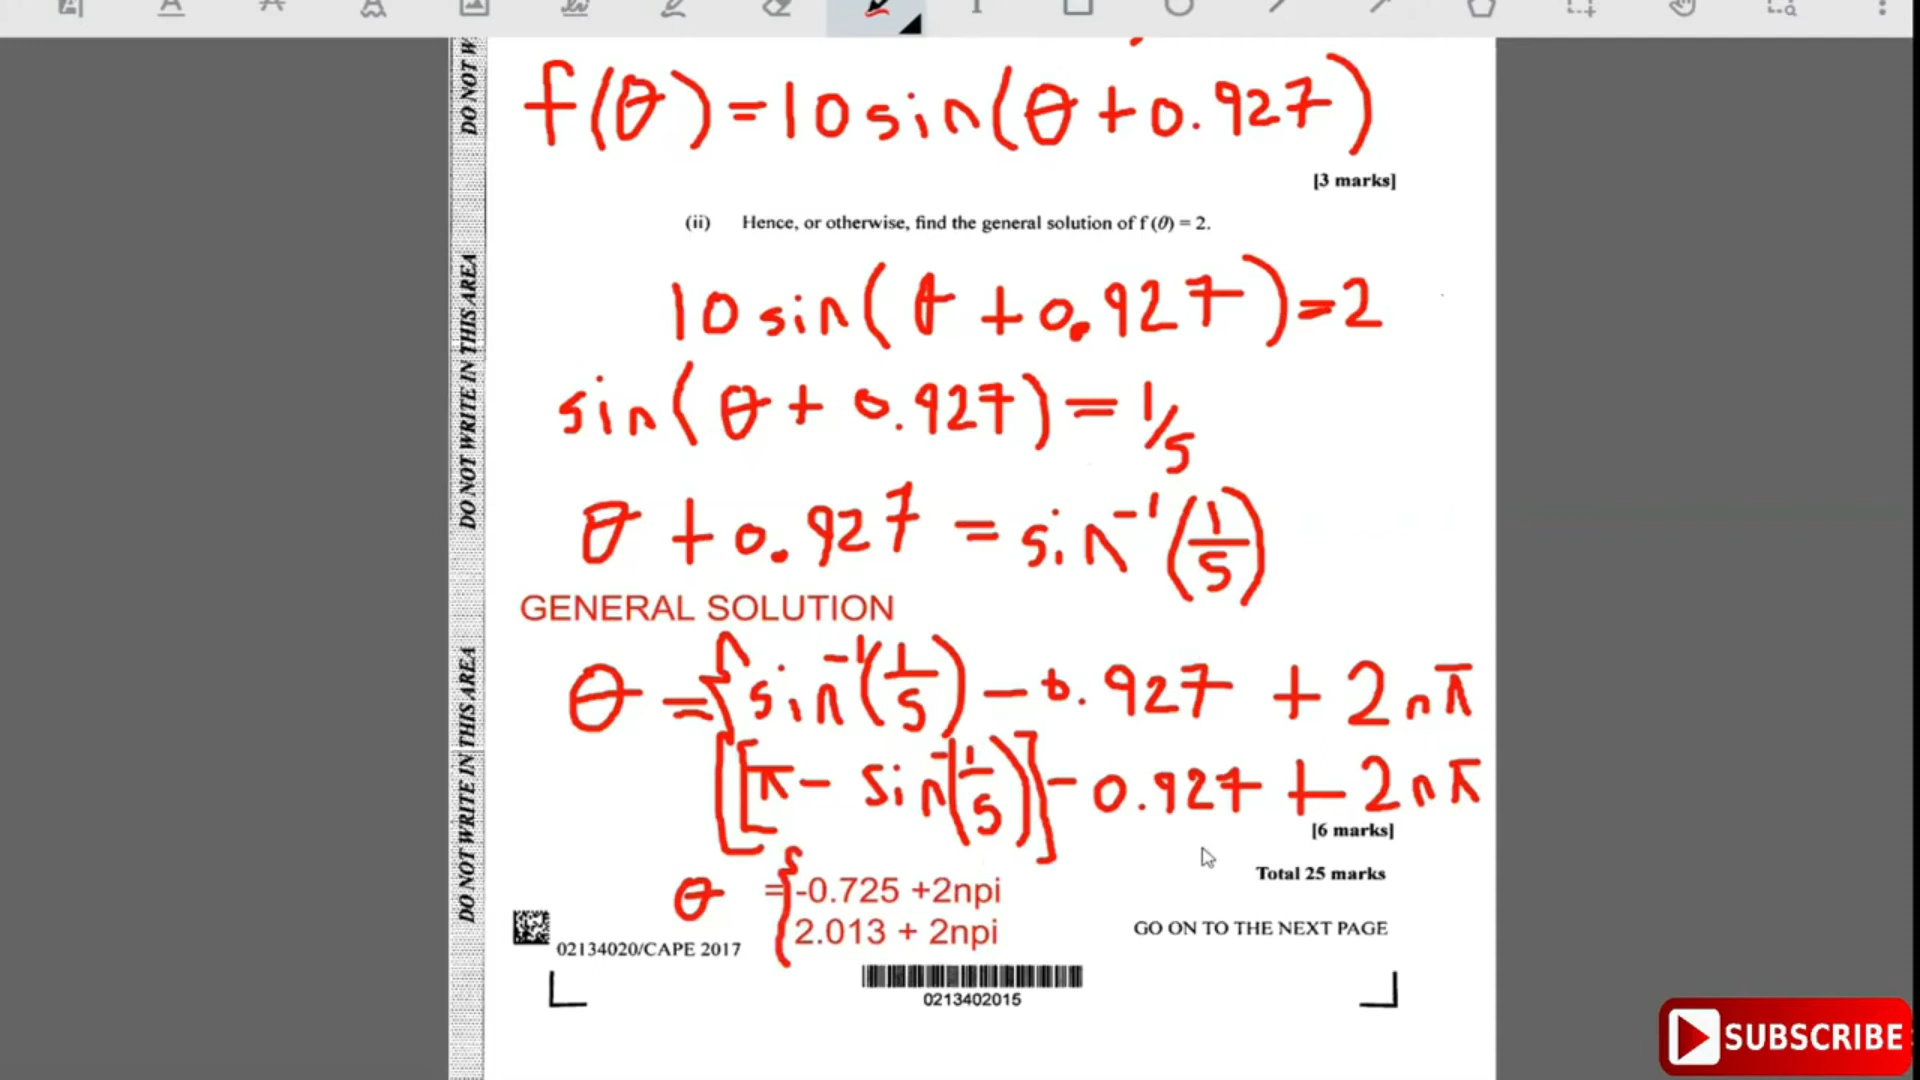 f(θ)=10sin(θ+0.927)
[3 marks]
(ii) Hence, or otherwise, find the general solution of f (θ) = 2.
10sin(θ+0.927)=2
sin(θ+0.927)=1/5
θ+0.927=sin⁻¹(1/5)
GENERAL SOLUTION
θ={sin⁻¹(1/5)-0.927+2nπ
[π-sin⁻¹(1/5)]-0.927+2nπ
[6 marks]
Total 25 marks
θ ={-0.725 +2npi
2.013 + 2npi
GO ON TO THE NEXT PAGE
02134020/CAPE 2017
0213402015
DO NOT W
DO NOT WRITE IN THIS AREA
DO NOT WRITE IN THIS AREA
SUBSCRIBE